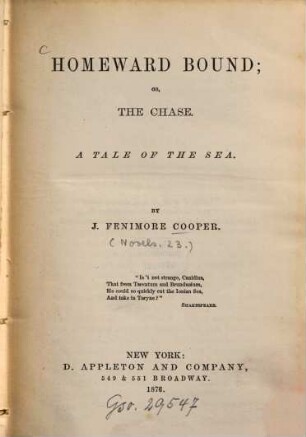 C
HOMEWARD BOUND;
OR,
THE CHASE.
A TALE OF THE SEA.
BY
J. FENIMORE COOPER.
(Novels. 23.)
"Is 't not strange, Canidius,
That from Tarentum and Brundusium,
He could so quickly cut the Ionian Sea,
And take in Toryne?"
SHAKESPEARE.
NEW YORK:
D. APPLETON AND COMPANY,
549 & 551 BROADWAY.
1876.
Gso. 29547